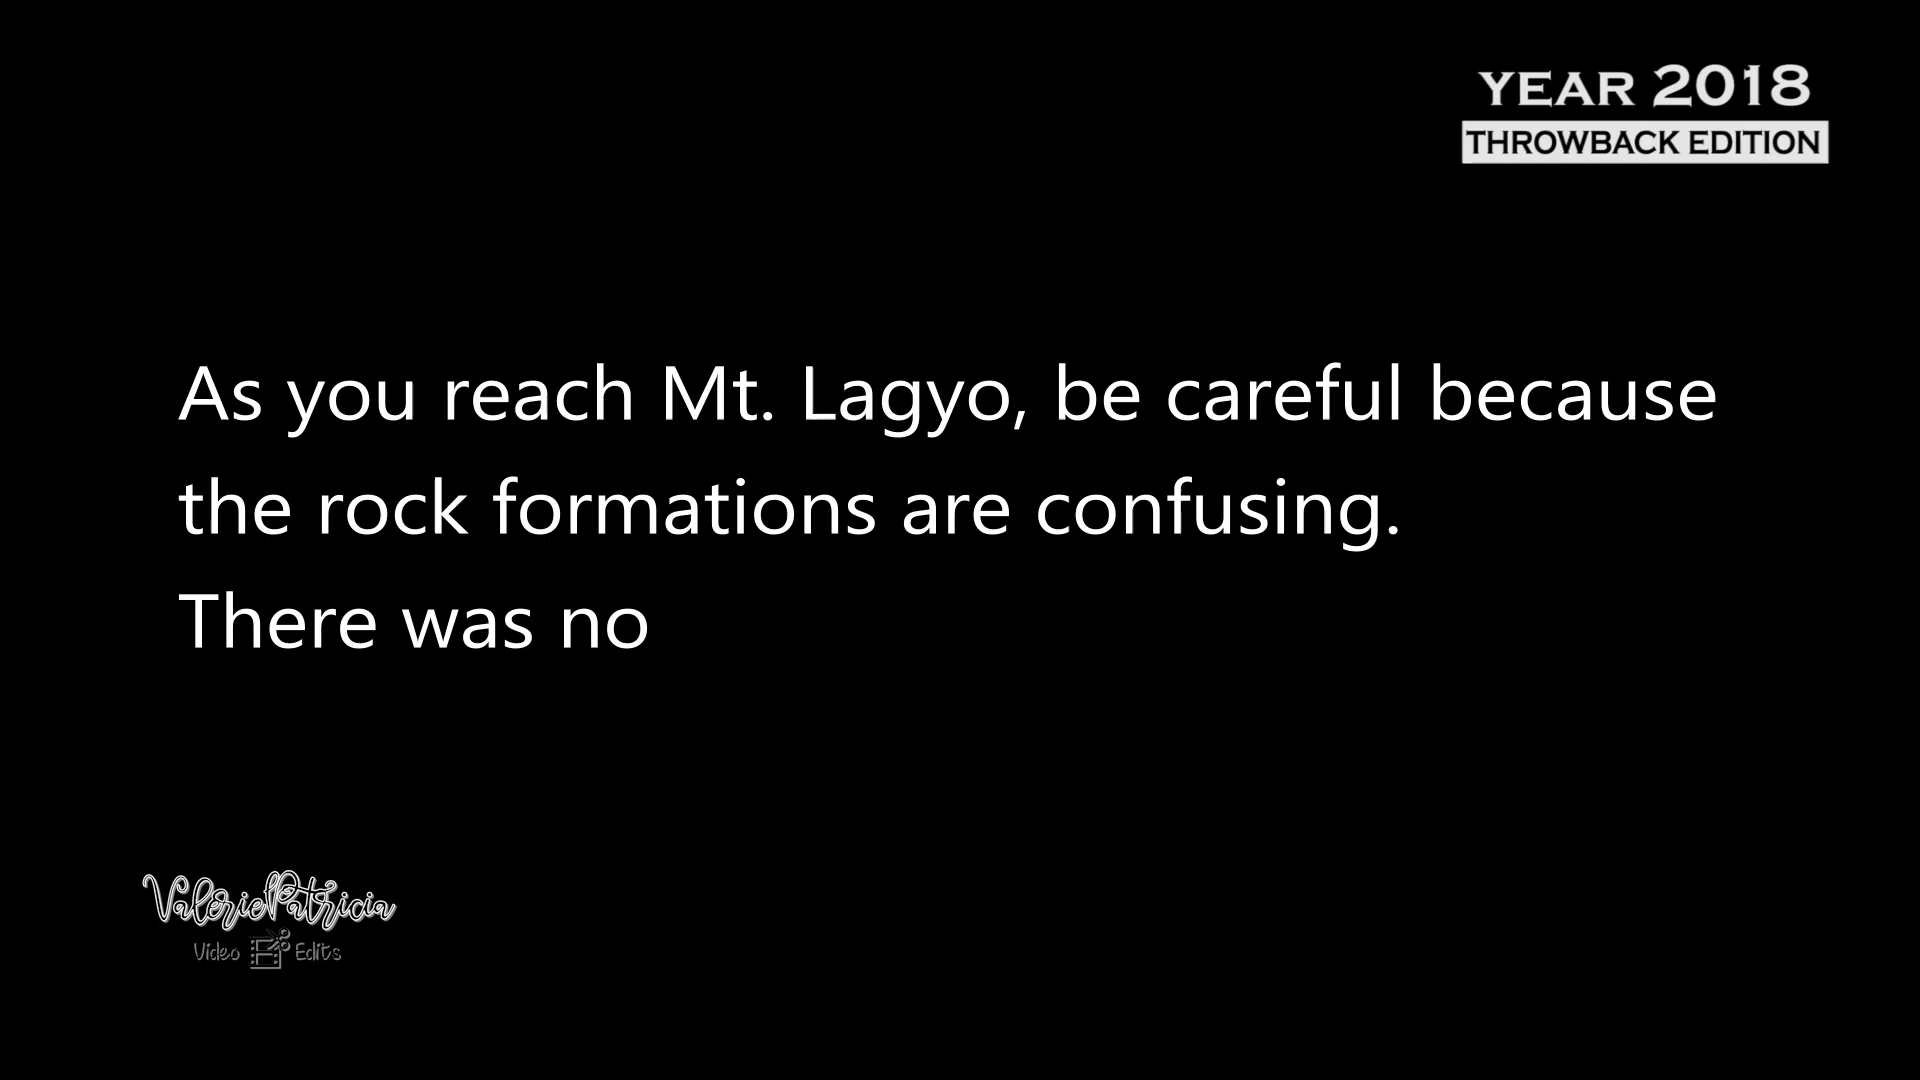 YEAR 2018
THROWBACK EDITION
As you reach Mt. Lagyo, be careful because
the rock formations are confusing.
There was no
ValeriePatricia
Video Edits